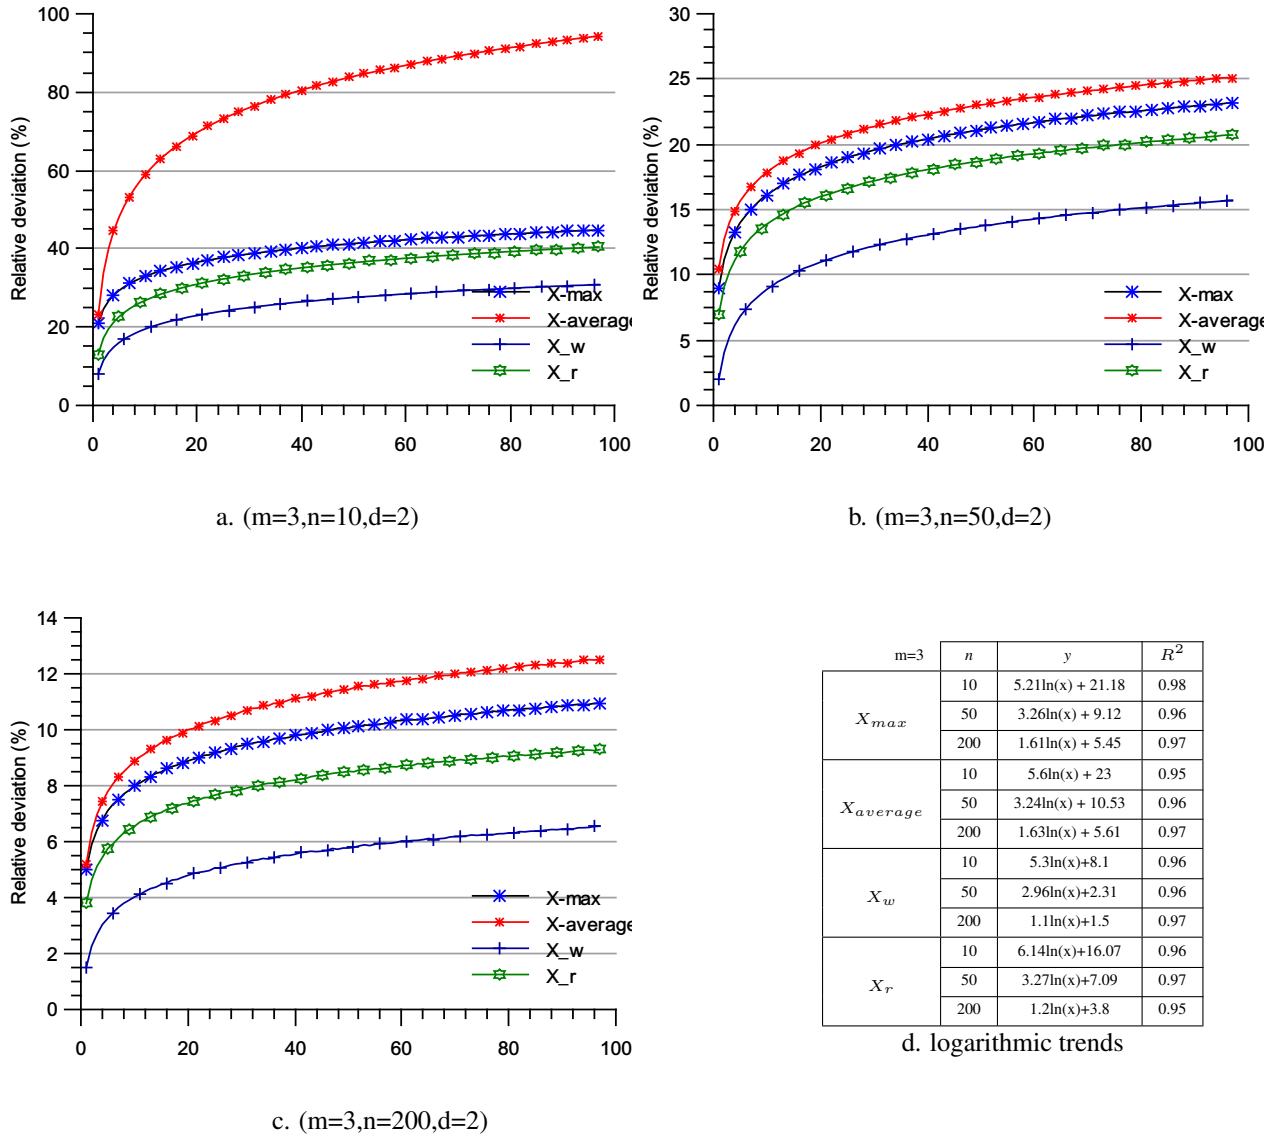 100
80
60
40
20
0
Relative deviation (%)
0 20 40 60 80 100
X-max
X-average
X_w
X_r
a. (m=3,n=10,d=2)
30
25
20
15
10
5
0
Relative deviation (%)
0 20 40 60 80 100
X-max
X-average
X_w
X_r
b. (m=3,n=50,d=2)
14
12
10
8
6
4
2
0
Relative deviation (%)
0 20 40 60 80 100
X-max
X-average
X_w
X_r
c. (m=3,n=200,d=2)
m=3 n y R²
X_max 10 5.21ln(x) + 21.18 0.98
50 3.26ln(x) + 9.12 0.96
200 1.61ln(x) + 5.45 0.97
X_average 10 5.6ln(x) + 23 0.95
50 3.24ln(x) + 10.53 0.96
200 1.63ln(x) + 5.61 0.97
X_w 10 5.3ln(x)+8.1 0.96
50 2.96ln(x)+2.31 0.96
200 1.1ln(x)+1.5 0.97
X_r 10 6.14ln(x)+16.07 0.96
50 3.27ln(x)+7.09 0.97
200 1.2ln(x)+3.8 0.95
d. logarithmic trends